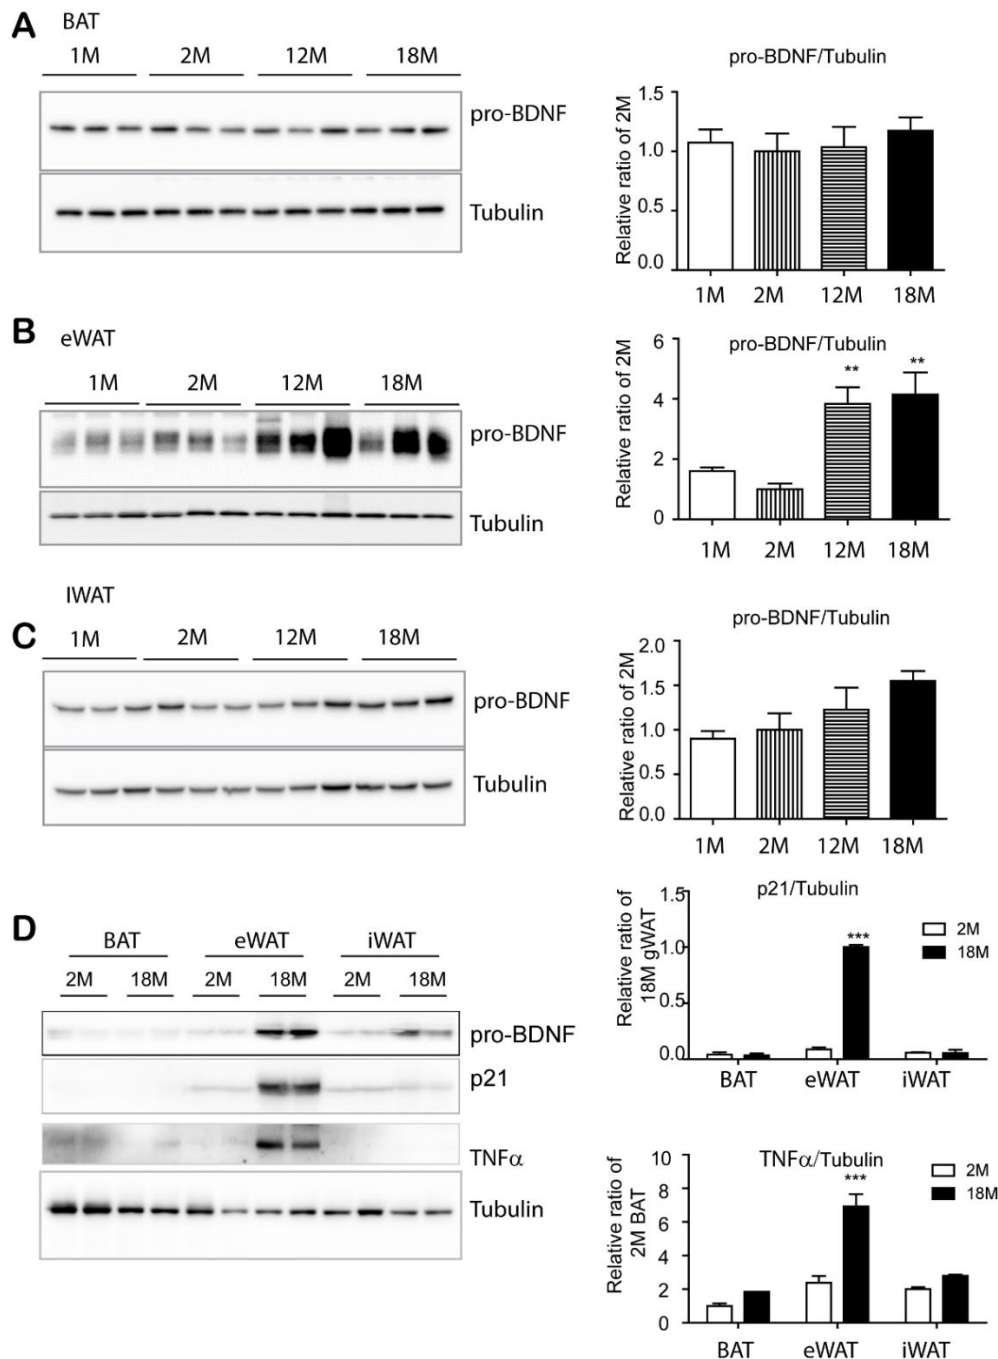 A
BAT
1M 2M 12M 18M
pro-BDNF
Tubulin
pro-BDNF/Tubulin
Relative ratio of 2M
1.5
1.0
0.5
0.0
1M 2M 12M 18M
B
eWAT
1M 2M 12M 18M
pro-BDNF
Tubulin
pro-BDNF/Tubulin
Relative ratio of 2M
6
4
2
0
** **
1M 2M 12M 18M
IWAT
C
1M 2M 12M 18M
pro-BDNF
Tubulin
pro-BDNF/Tubulin
Relative ratio of 2M
2.0
1.5
1.0
0.5
0.0
1M 2M 12M 18M
D
BAT eWAT iWAT
2M 18M 2M 18M 2M 18M
pro-BDNF
p21
TNFα
Tubulin
p21/Tubulin
Relative ratio of
18M gWAT
1.5
1.0
0.5
0.0
***
2M
18M
BAT eWAT iWAT
TNFα/Tubulin
Relative ratio of
2M BAT
10
8
6
4
2
0
***
2M
18M
BAT eWAT iWAT